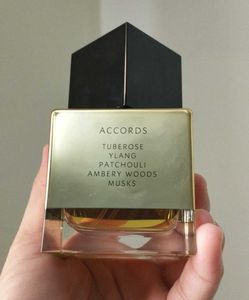 ACCORDS
TUBEROSE
YLANG
PATCHOULI
AMBERY WOODS
MUSKS